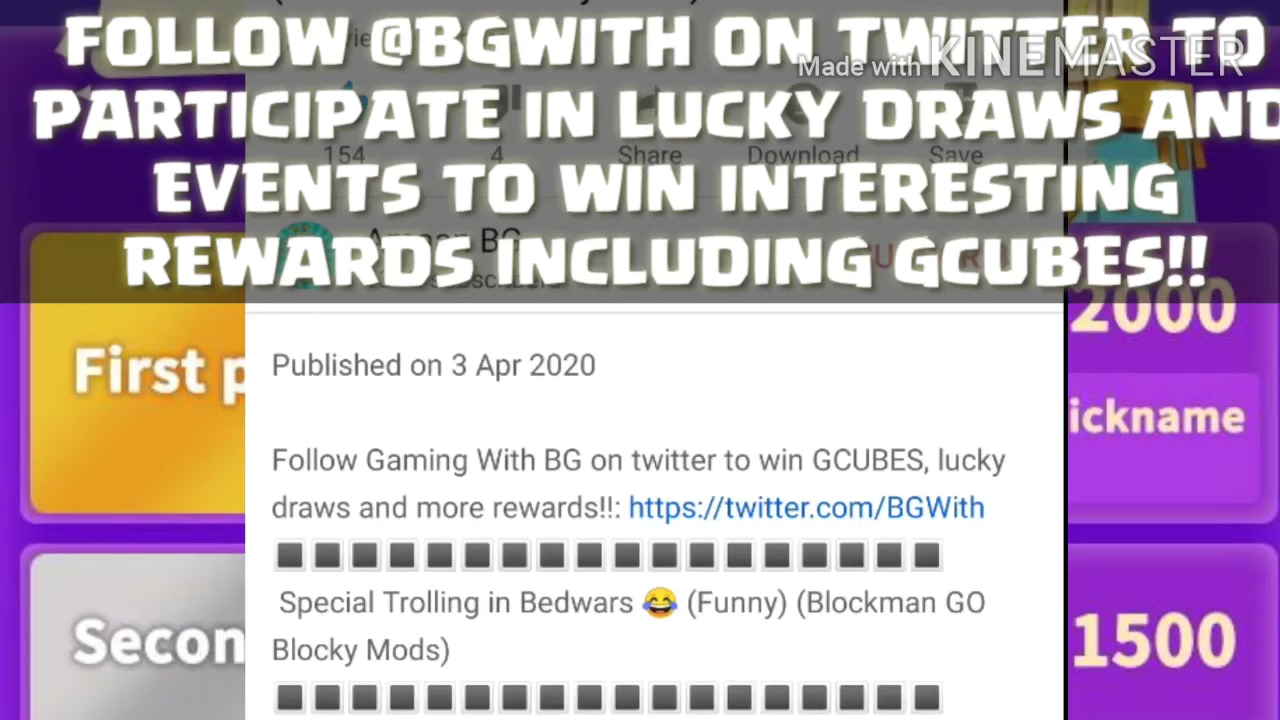 FOLLOW @BGWITH ON TWITTER TO
Made with KINEMASTER
PARTICIPATE IN LUCKY DRAWS AND
154 4 Share Download Save
EVENTS TO WIN INTERESTING
BG
REWARDS INCLUDING GCUBES!!
2000
Published on 3 Apr 2020
First p
ickname
Follow Gaming With BG on twitter to win GCUBES, lucky
draws and more rewards!!: https://twitter.com/BGWith
Special Trolling in Bedwars 😂 (Funny) (Blockman GO
Blocky Mods)
Secon
1500